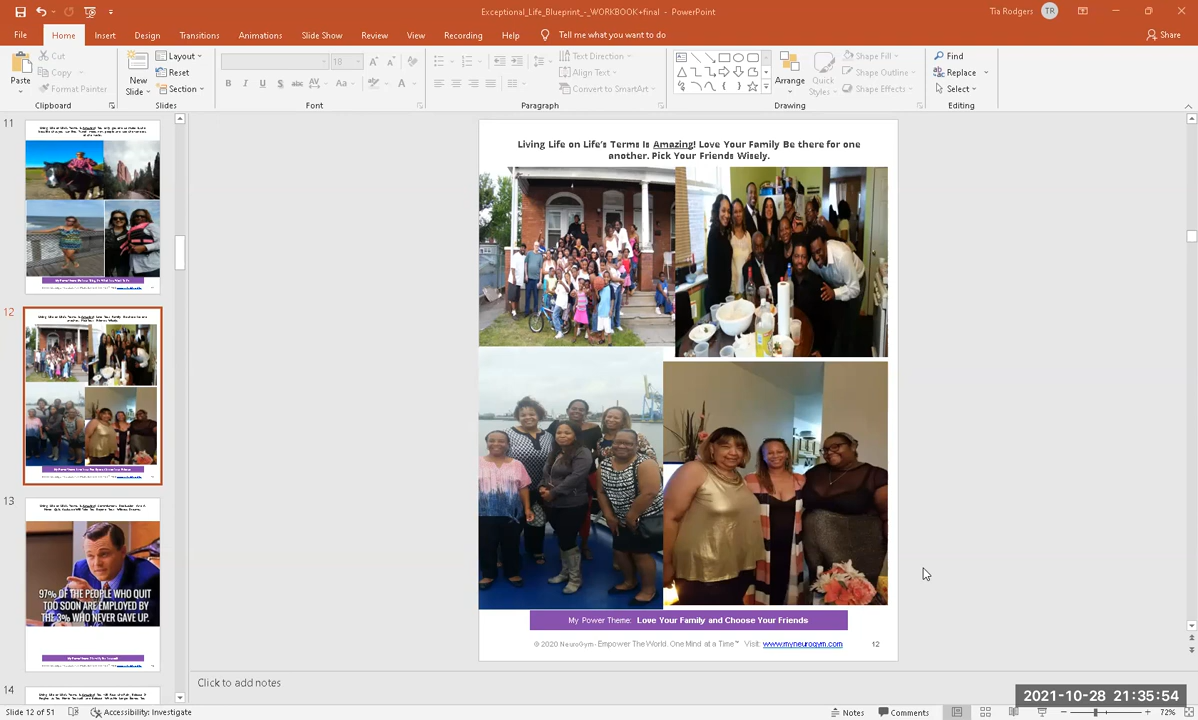 Exceptional_Life_Blueprint_-_WORKBOOK+final - PowerPoint
Tia Rodgers
TR
File Home Insert Design Transitions Animations Slide Show Review View Recording Help Tell me what you want to do
Share
Paste
Cut
Copy
Format Painter
Clipboard
New
Slide
Layout
Reset
Section
Slides
18
B I U S abc AV Aa A
Font
Text Direction
Align Text
Convert to SmartArt
Paragraph
Arrange
Quick
Styles
Shape Fill
Shape Outline
Shape Effects
Drawing
Find
Replace
Select
Editing
11
12
13
97% OF THE PEOPLE WHO QUIT
TOO SOON ARE EMPLOYED BY
THE 3% WHO NEVER GAVE UP.
14
Living Life on Life's Terms Is Amazing! Love Your Family Be there for one
another. Pick Your Friends Wisely.
My Power Theme: Love Your Family and Choose Your Friends
© 2020 NeuroGym- Empower The World, One Mind at a Time™ Visit: www.myneurogym.com 12
Click to add notes
2021-10-28 21:35:54
Slide 12 of 51
Accessibility: Investigate
Notes
Comments
72%